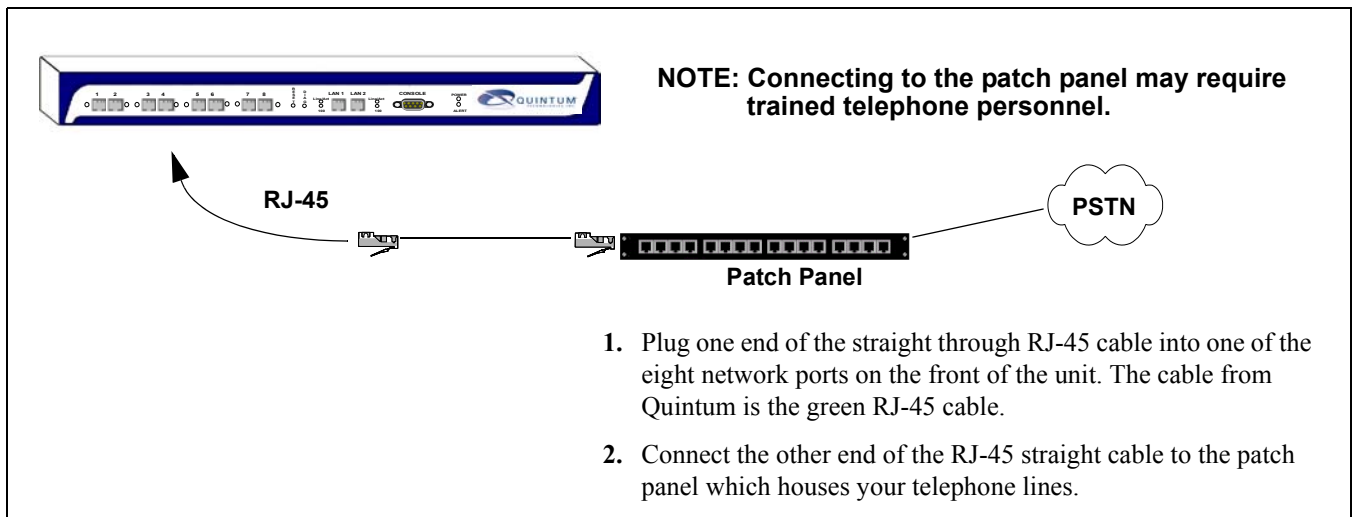 NOTE: Connecting to the patch panel may require
trained telephone personnel.
1 2 3 4 5 6 7 8 LAN 1 LAN 2 CONSOLE POWER
ALERT
QUINTUM
RJ-45
PSTN
Patch Panel
1. Plug one end of the straight through RJ-45 cable into one of the
eight network ports on the front of the unit. The cable from
Quintum is the green RJ-45 cable.
2. Connect the other end of the RJ-45 straight cable to the patch
panel which houses your telephone lines.